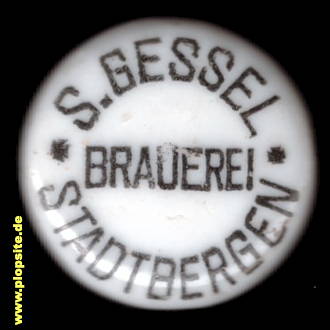 S. GESSEL
* BRAUEREI *
STADTBERGEN
www.plopsite.de